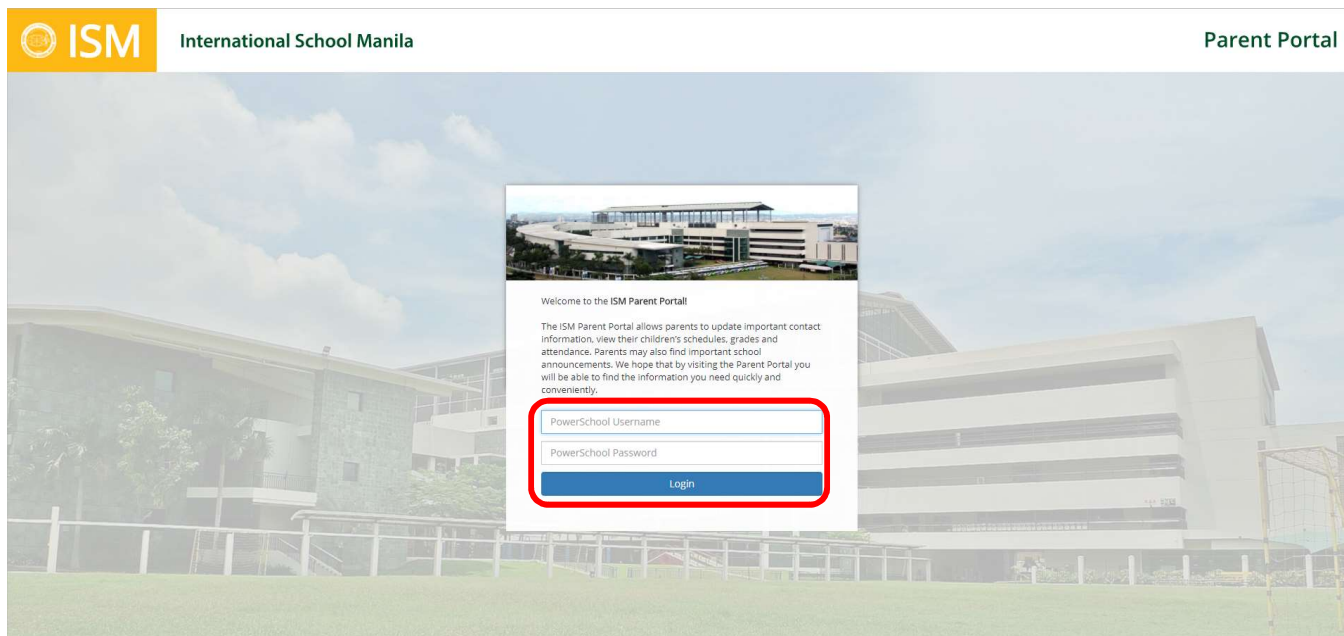 ISM
International School Manila
Parent Portal
Welcome to the ISM Parent Portal!
The ISM Parent Portal allows parents to update important contact
information, view their children's schedules, grades and
attendance. Parents may also find important school
announcements. We hope that by visiting the Parent Portal you
will be able to find the information you need quickly and
conveniently.
PowerSchool Username
PowerSchool Password
Login